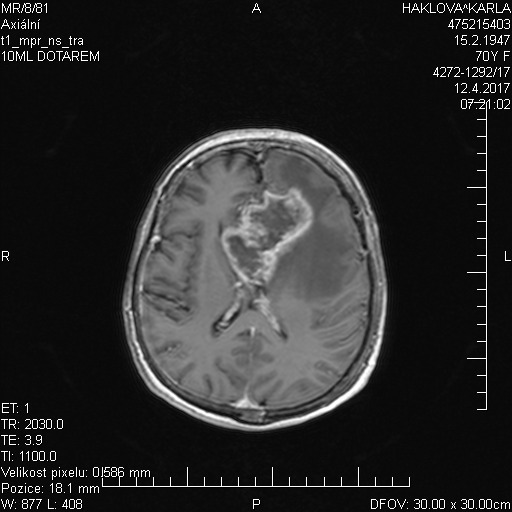 MR/8/81
Axiální
t1_mpr_ns_tra
10ML DOTAREM
A
HAKLOVA^KARLA
475215403
15.2.1947
70Y F
4272-1292/17
12.4.2017
07:21:02
R
L
ET: 1
TR: 2030.0
TE: 3.9
TI: 1100.0
Velikost pixelu: 0.586 mm
Pozice: 18.1 mm
W: 877 L: 408
P
DFOV: 30.00 x 30.00cm